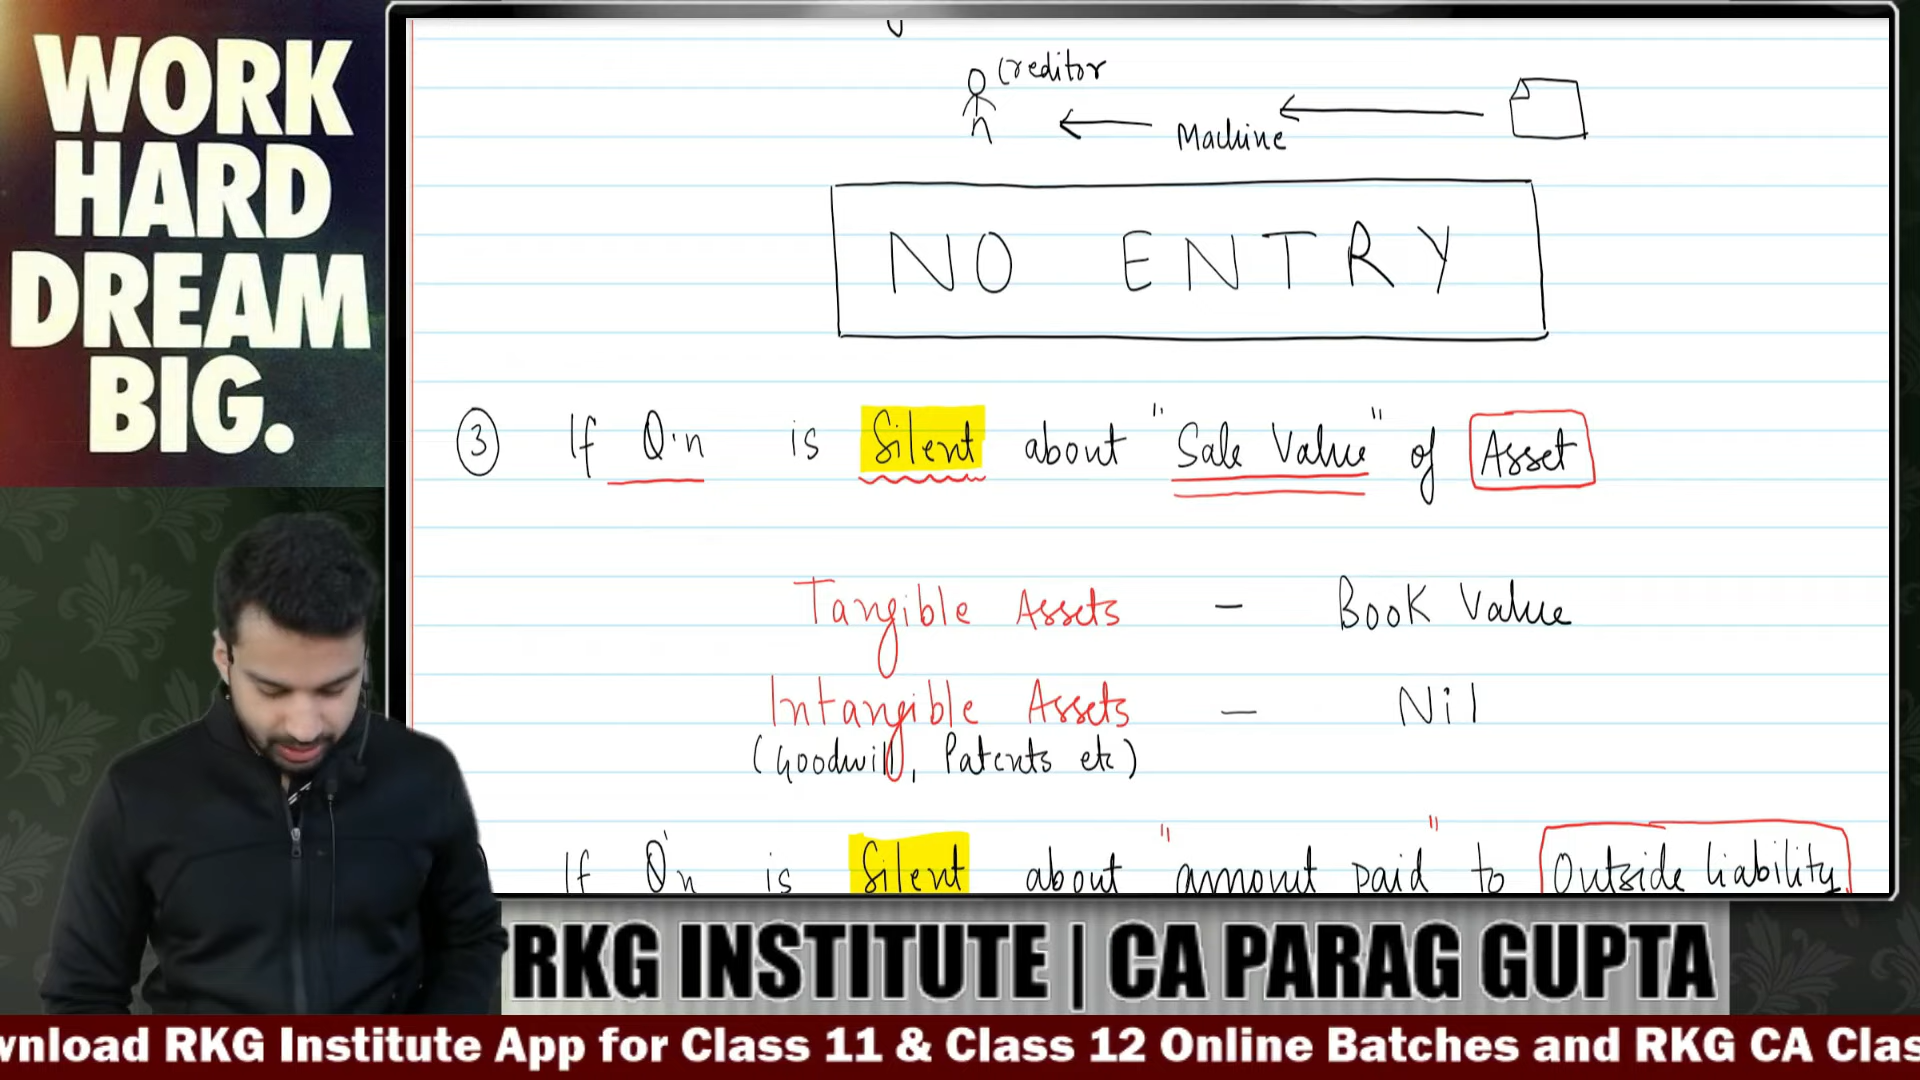 WORK
HARD
DREAM
BIG.
Creditor
Machine
NO ENTRY
3 If Q.n is Silent about "Sale Value" of Asset
Tangible Assets - Book Value
Intangible Assets - Nil
(Goodwill, Patents etc)
If Q'n is Silent about "amount paid" to Outside liability
RKG INSTITUTE | CA PARAG GUPTA
wnload RKG Institute App for Class 11 & Class 12 Online Batches and RKG CA Clas